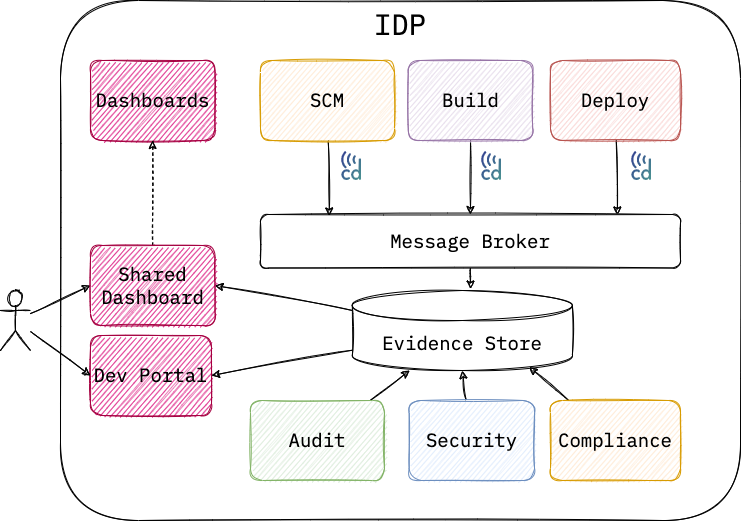 IDP
Dashboards
SCM
Build
Deploy
cd
cd
cd
Message Broker
Shared
Dashboard
Evidence Store
Dev Portal
Audit
Security
Compliance